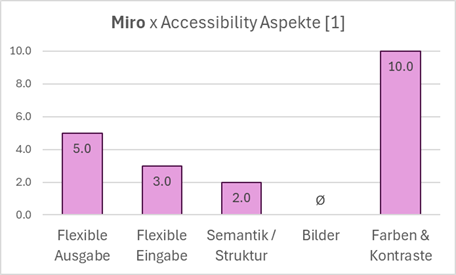 Miro x Accessibility Aspekte [1]
10.0
8.0
6.0
4.0
2.0
0.0
5.0
3.0
2.0
Ø
10.0
Flexible
Ausgabe
Flexible
Eingabe
Semantik /
Struktur
Bilder
Farben &
Kontraste